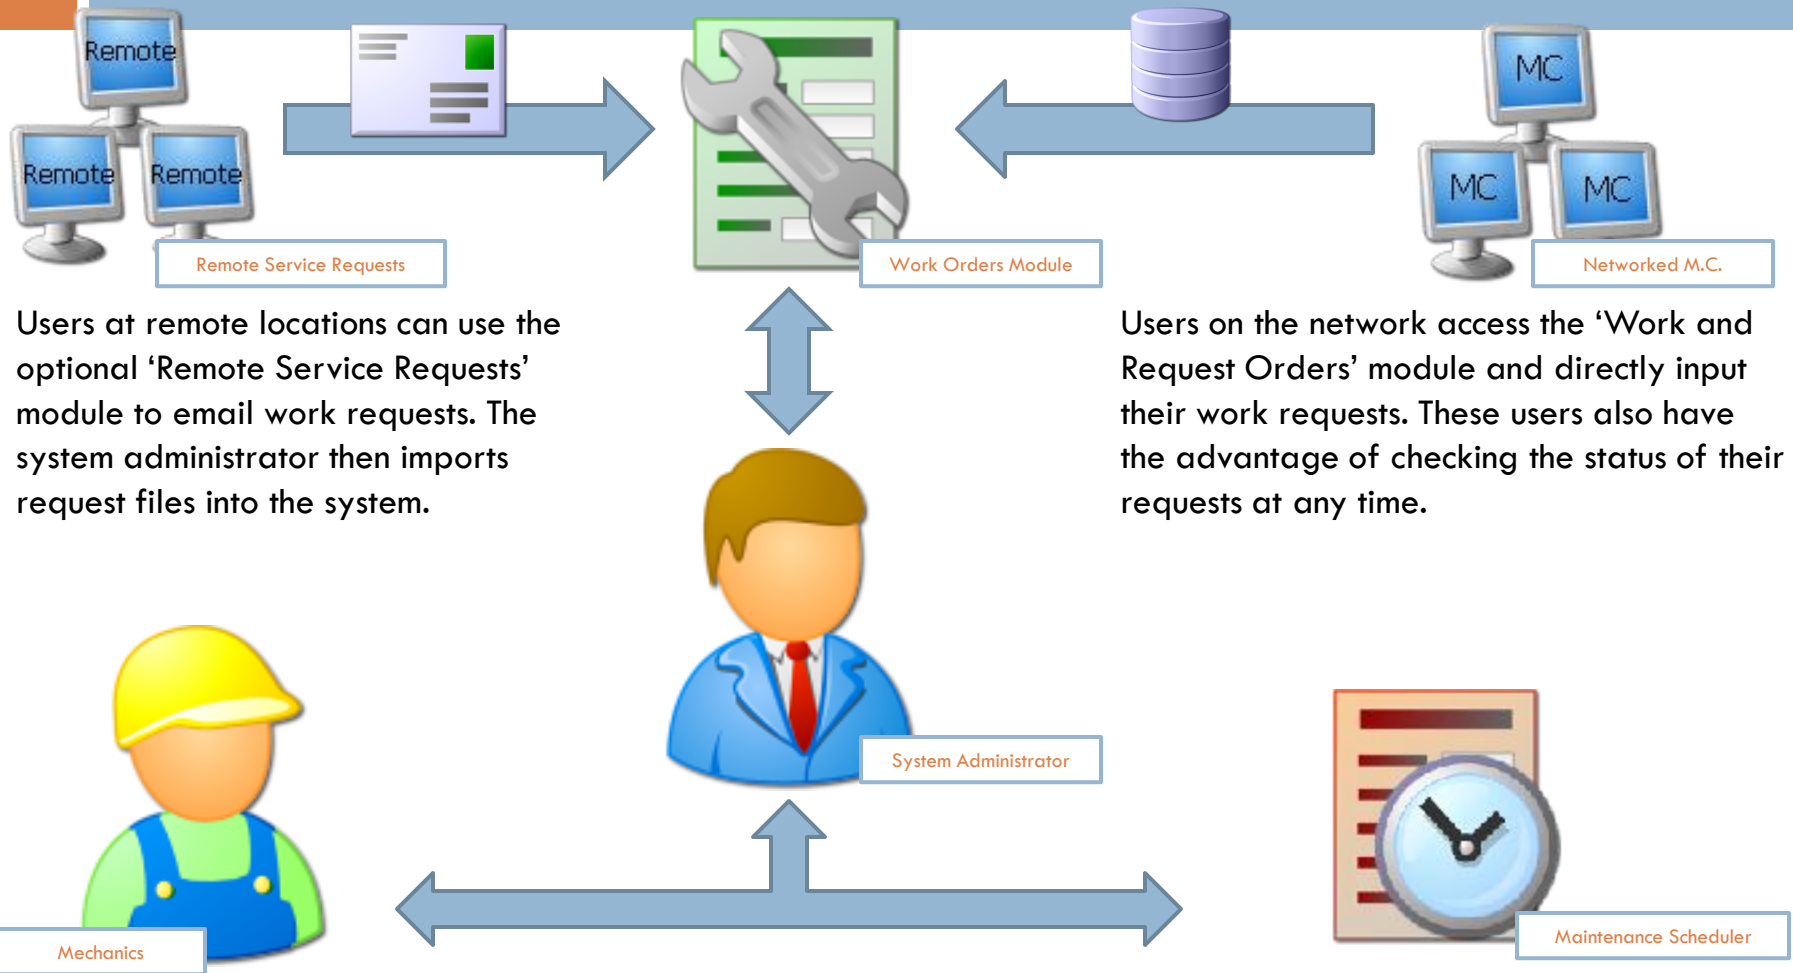 Remote
Remote
Remote
MC
MC
MC
Remote Service Requests
Work Orders Module
Networked M.C.
Users at remote locations can use the
optional ‘Remote Service Requests’
module to email work requests. The
system administrator then imports
request files into the system.
Users on the network access the ‘Work and
Request Orders’ module and directly input
their work requests. These users also have
the advantage of checking the status of their
requests at any time.
System Administrator
Mechanics
Maintenance Scheduler